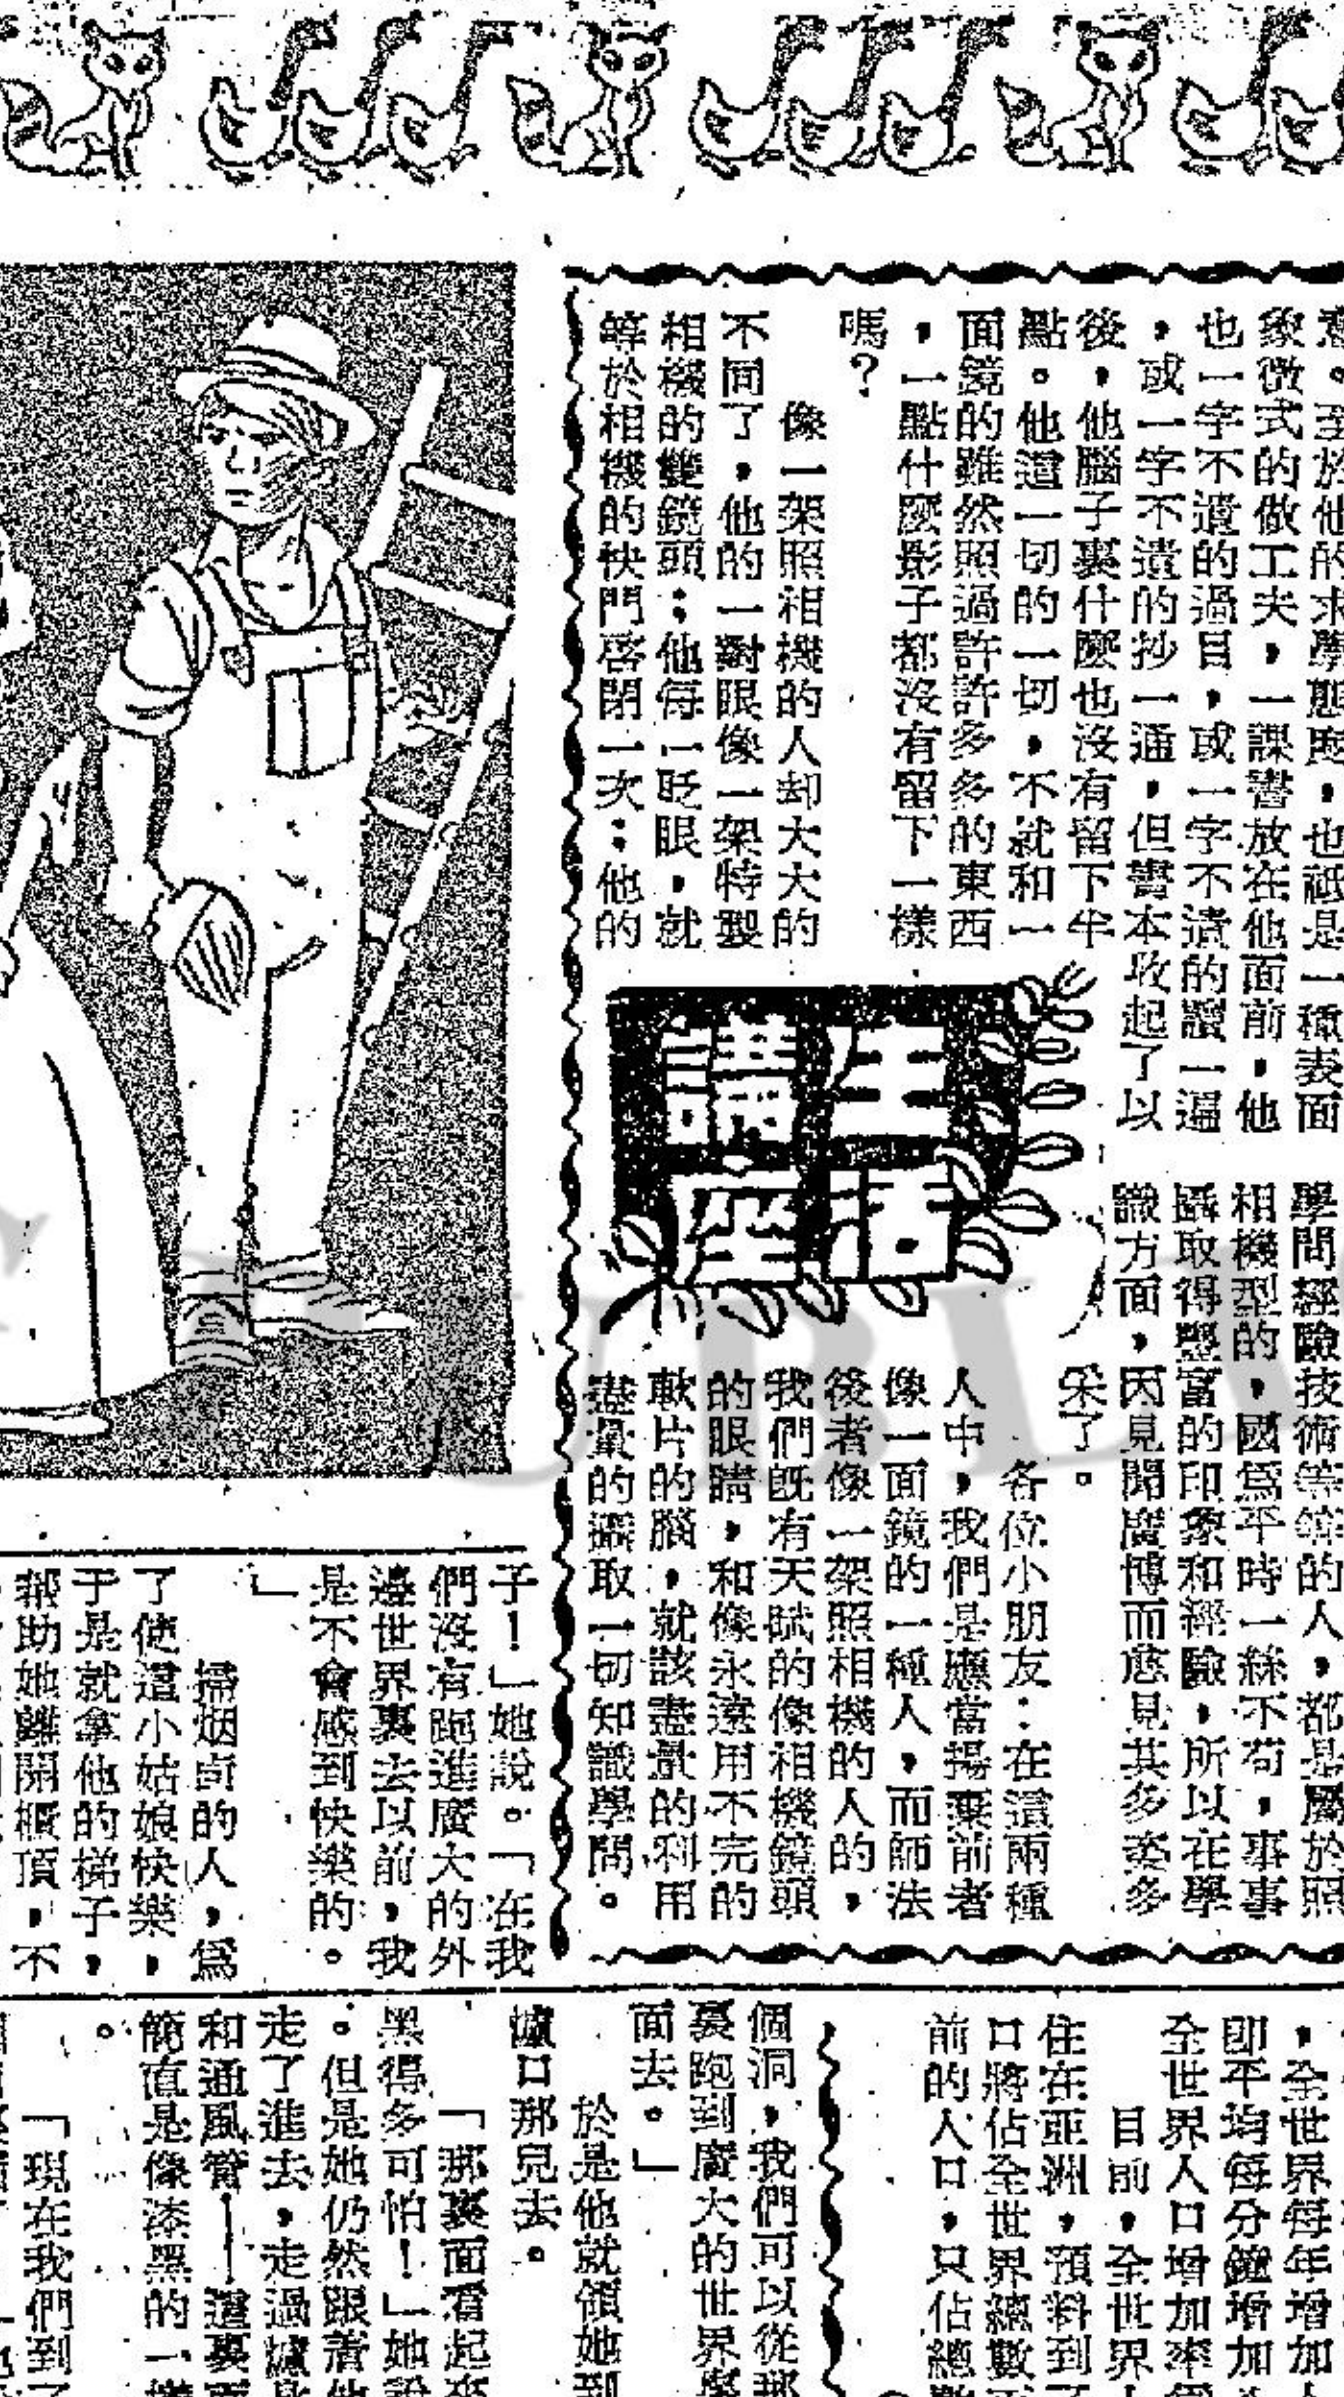 意。至於他的求學態度，也祗是一種表面
象徵式的做工夫，一課書放在他面前，他
也一字不遺的過目，或一字不遺的讀一遍
，或一字不遺的抄一通，但書本收起了以
後，他腦子裏什麼也沒有留下半
點。他這一切的一切，不就和一
面鏡的雖然照過許許多多的東西
，一點什麼影子都沒有留下一樣
嗎？
像一架照相機的人却大大的
不同了，他的一對眼像一架特製
相機的雙鏡頭；他每一眨眼，就
等於相機的快門啓閉一次；他的
生活
講座
學問經驗技術等等的人，都是屬於照
相機型的，因爲平時一絲不苟，事事
攝取得豐富的印象和經驗，所以在學
識方面，因見聞廣博而愈見其多姿多
采了。
各位小朋友：在這兩種
人中，我們是應當揚棄前者
像一面鏡的一種人，而師法
後者像一架照相機的人的，
我們既有天賦的像相機鏡頭
的眼睛，和像永遠用不完的
軟片的腦，就該盡量的利用
盡量的攝取一切知識學問。
子！」她說。「在我
們沒有跑進廣大的外
邊世界裏去以前，我
是不會感到快樂的。
」
掃烟囱的人，爲
了使這小姑娘快樂，
于是就拿他的梯子，
幫助她離開櫃頂，不
，全世界每年增加
即平均每分鐘增加
全世界人口增加率
目前，全世界
住在亞洲，預料到
口將佔全世界總數
前的人口，只佔總
個洞，我們可以從那
裏跑到廣大的世界
面去。」
於是他就領她到
爐口那兒去。
「那裏面看起來
黑得多可怕！」她說
。但是她仍然跟着他
走了進去，走過爐
和通風管——這裏
簡直是像漆黑的一
。
「現在我們到了